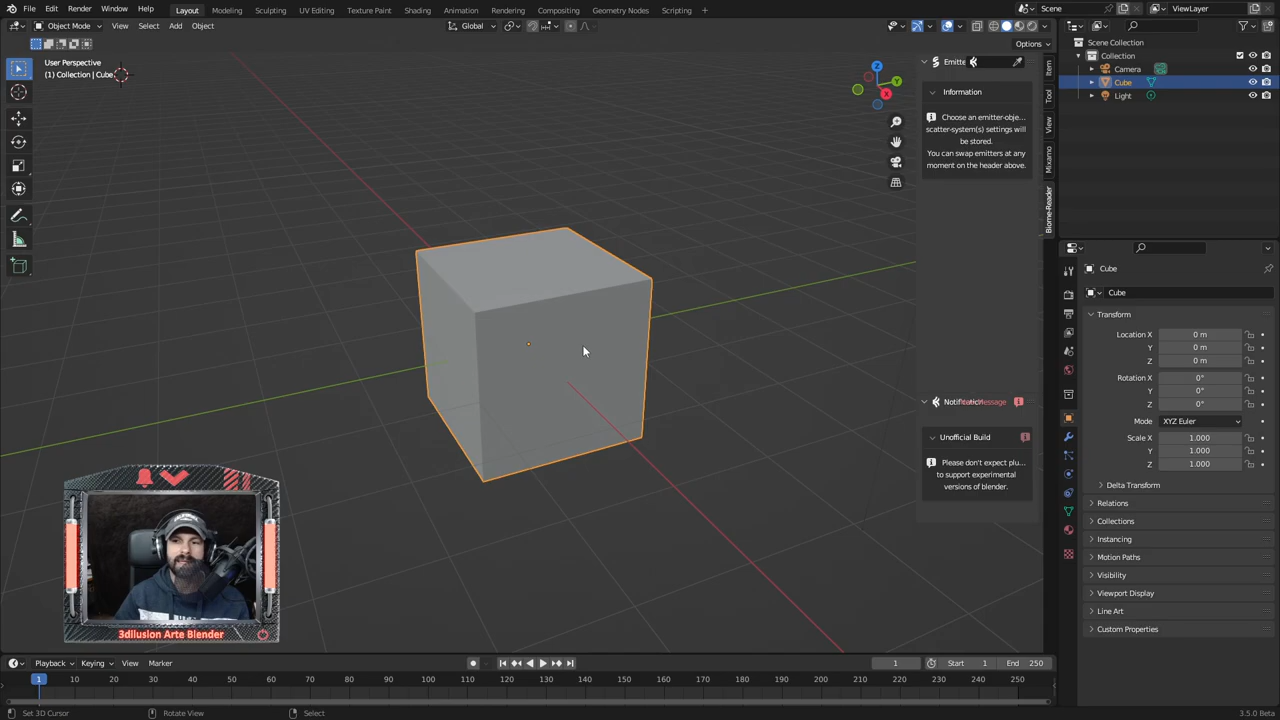 File Edit Render Window Help Layout Modeling Sculpting UV Editing Texture Paint Shading Animation Rendering Compositing Geometry Nodes Scripting Scene ViewLayer
Object Mode View Select Add Object Global
Options
User Perspective
(1) Collection | Cube
Z
Y
X
Emitte
Information
Choose an emitter-obje...
scatter-system(s) settings will
be stored.
You can swap emitters at any
moment on the header above.
Notification
Message
Unofficial Build
Please don't expect plu...
to support experimental
versions of blender.
Item
Tool
View
Mixamo
Biome-Reader
Scene Collection
Collection
Camera
Cube
Light
Cube
Cube
Transform
Location X 0 m
Y 0 m
Z 0 m
Rotation X 0°
Y 0°
Z 0°
Mode XYZ Euler
Scale X 1.000
Y 1.000
Z 1.000
Delta Transform
Relations
Collections
Instancing
Motion Paths
Visibility
Viewport Display
Line Art
Custom Properties
3dIlusion Arte Blender
Playback Keying View Marker 1 Start 1 End 250
1 10 20 30 40 50 60 70 80 90 100 110 120 130 140 150 160 170 180 190 200 210 220 230 240 250
Set 3D Cursor Rotate View Select 3.5.0 Beta